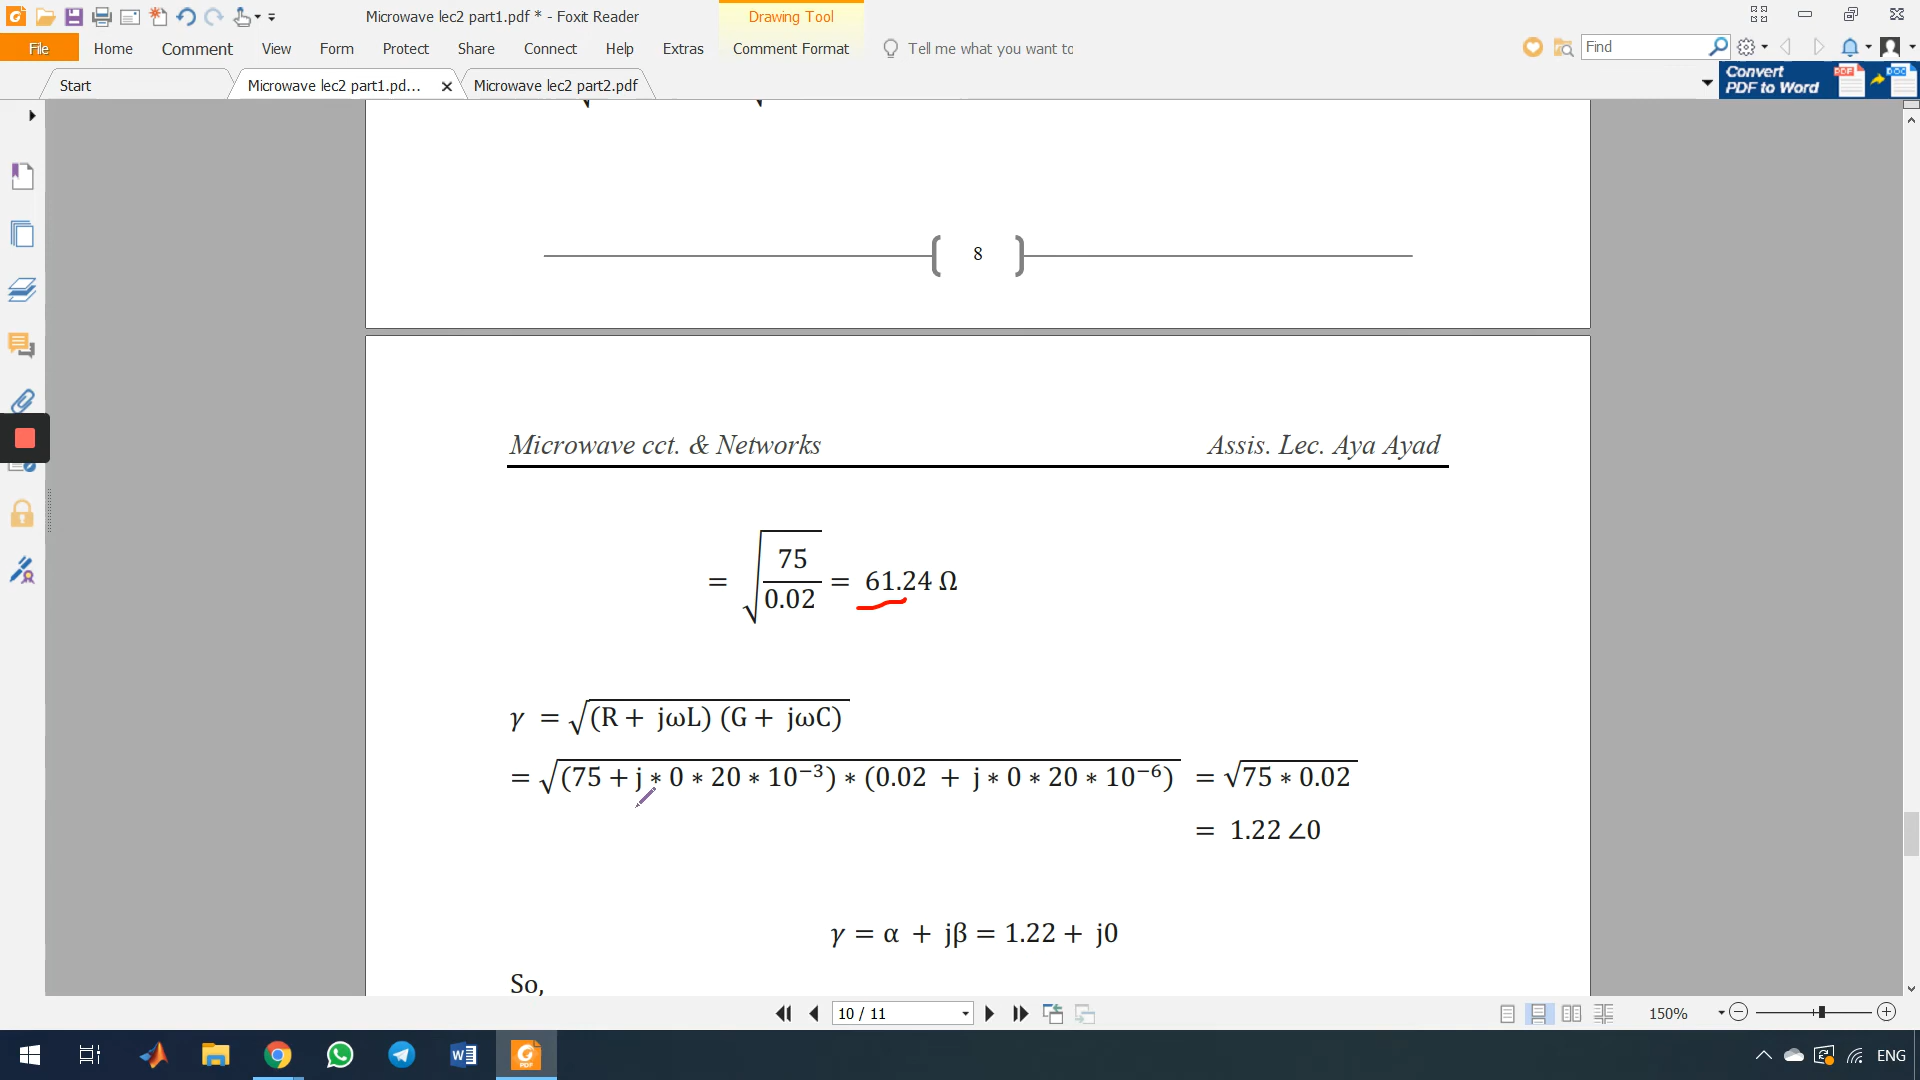 Microwave lec2 part1.pdf * - Foxit Reader
Drawing Tool
File Home Comment View Form Protect Share Connect Help Extras Comment Format Tell me what you want to
Find
Start
Microwave lec2 part1.pd...
Microwave lec2 part2.pdf
Convert
PDF to Word
8
Microwave cct. & Networks Assis. Lec. Aya Ayad
= √(75/0.02) = 61.24 Ω
γ = √(R + jωL) (G + jωC)
= √(75 + j ∗ 0 ∗ 20 ∗ 10⁻³) ∗ (0.02 + j ∗ 0 ∗ 20 ∗ 10⁻⁶) = √75 ∗ 0.02
= 1.22 ∠0
γ = α + jβ = 1.22 + j0
So,
10 / 11
150%
ENG